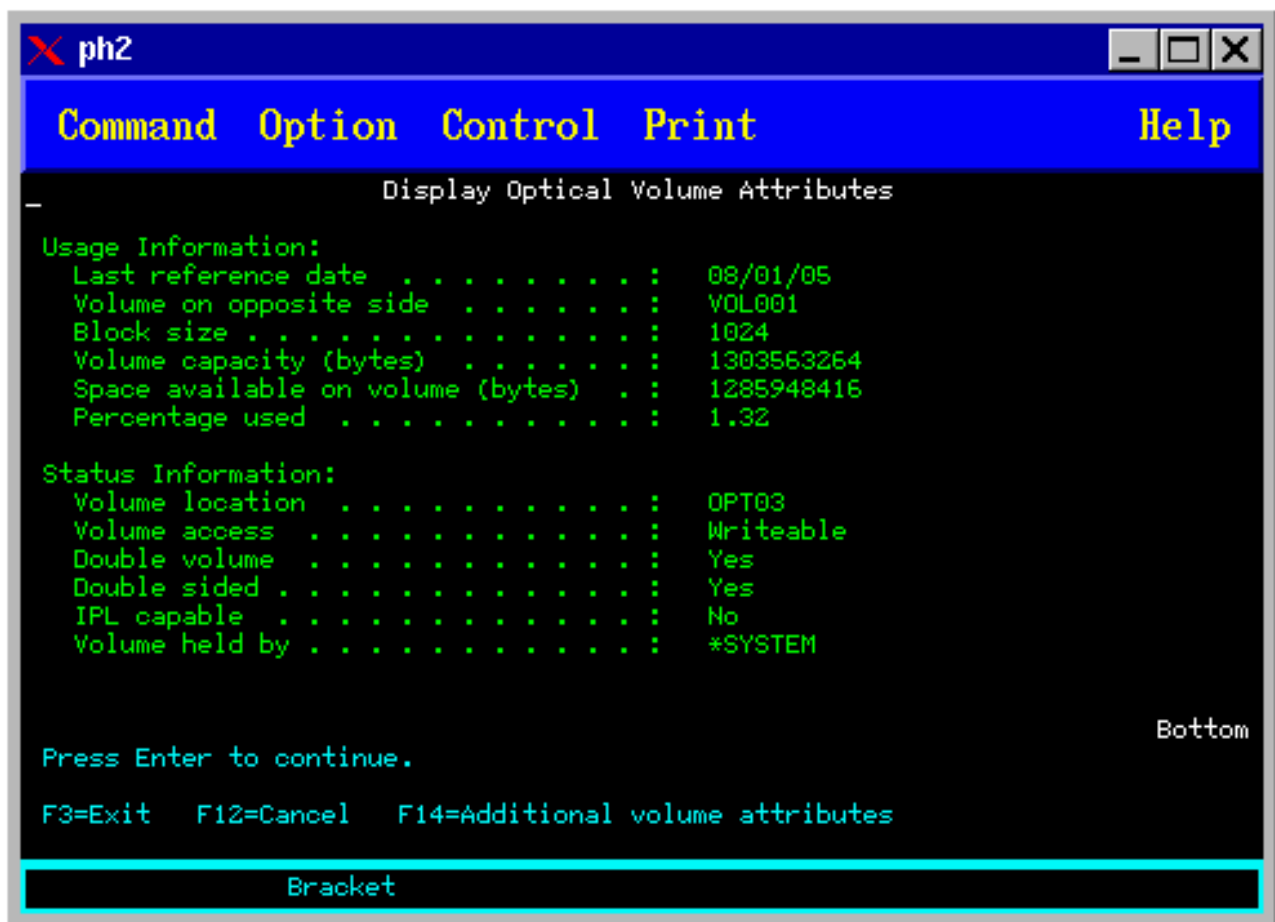 ph2
Command Option Control Print Help
Display Optical Volume Attributes
Usage Information:
Last reference date . . . . . . . . : 08/01/05
Volume on opposite side . . . . . . : VOL001
Block size . . . . . . . . . . . . . : 1024
Volume capacity (bytes) . . . . . . : 1303563264
Space available on volume (bytes) . : 1285948416
Percentage used . . . . . . . . . . : 1.32
Status Information:
Volume location . . . . . . . . . . : OPT03
Volume access . . . . . . . . . . . : Writeable
Double volume . . . . . . . . . . . : Yes
Double sided . . . . . . . . . . . . : Yes
IPL capable . . . . . . . . . . . . : No
Volume held by . . . . . . . . . . . : *SYSTEM
Bottom
Press Enter to continue.
F3=Exit F12=Cancel F14=Additional volume attributes
Bracket